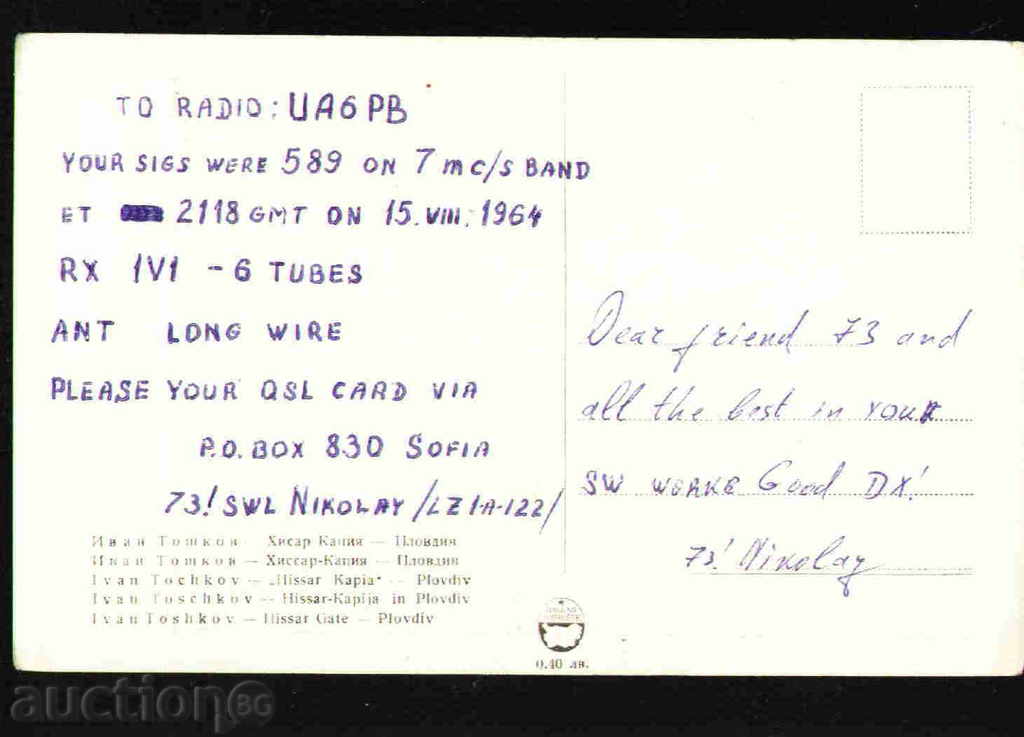 TO RADIO: UA6PB
YOUR SIGS WERE 589 ON 7 mc/s BAND
ET 2118 GMT ON 15.VIII.1964
RX 1V1 - 6 TUBES
ANT LONG WIRE
PLEASE YOUR QSL CARD VIA
P.O. BOX 830 SOFIA
73! SWL NIKOLAY /LZ1-A-122/
Иван Тошков — Хисар Капия — Пловдив
Иван Тошков — Хиссар-Капия — Пловдив
Ivan Tochkov — „Hissar Kapia“ — Plovdiv
Ivan Toschkov — Hissar-Kapija in Plovdiv
Ivan Toshkov — Hissar Gate — Plovdiv
0.40 лв.
Dear friend 73 and
all the best in YOUR
SW WORKS Good DX!
73! Nikolay
auction BG